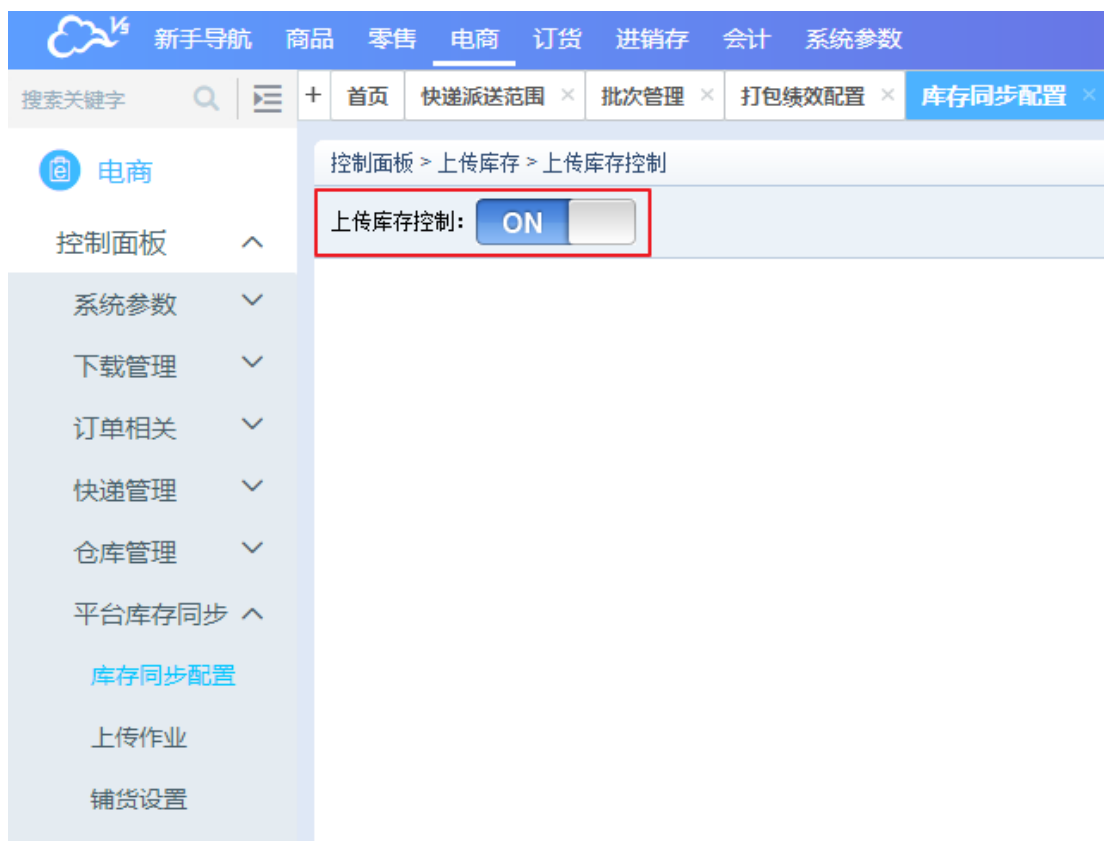 V5 新手导航 商品 零售 电商 订货 进销存 会计 系统参数
搜索关键字 + 首页 快递派送范围 × 批次管理 × 打包绩效配置 × 库存同步配置 ×
电商
控制面板
系统参数
下载管理
订单相关
快递管理
仓库管理
平台库存同步
库存同步配置
上传作业
铺货设置
控制面板 > 上传库存 > 上传库存控制
上传库存控制: ON